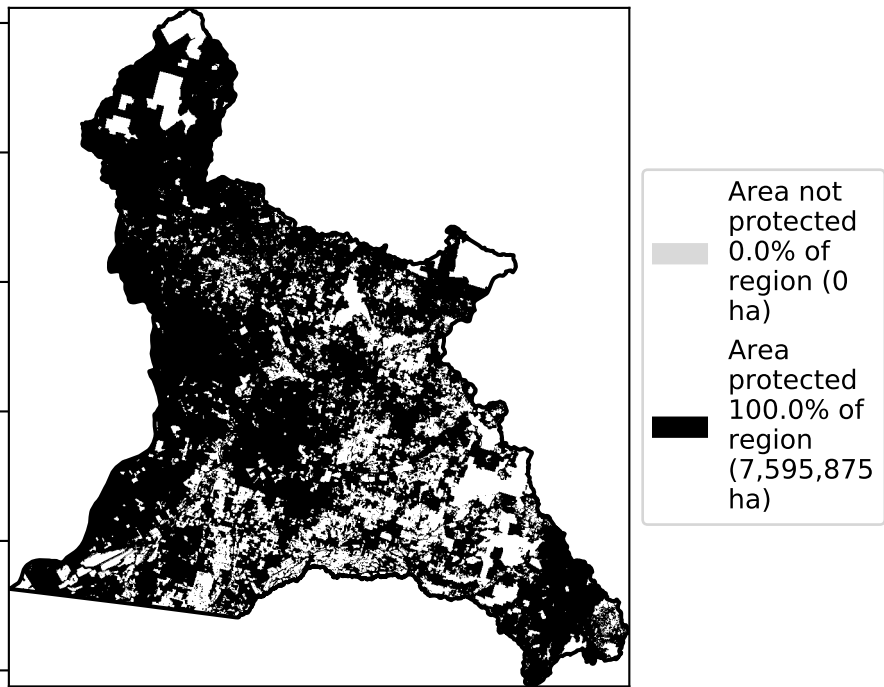 Area not
protected
0.0% of
region (0
ha)
Area
protected
100.0% of
region
(7,595,875
ha)